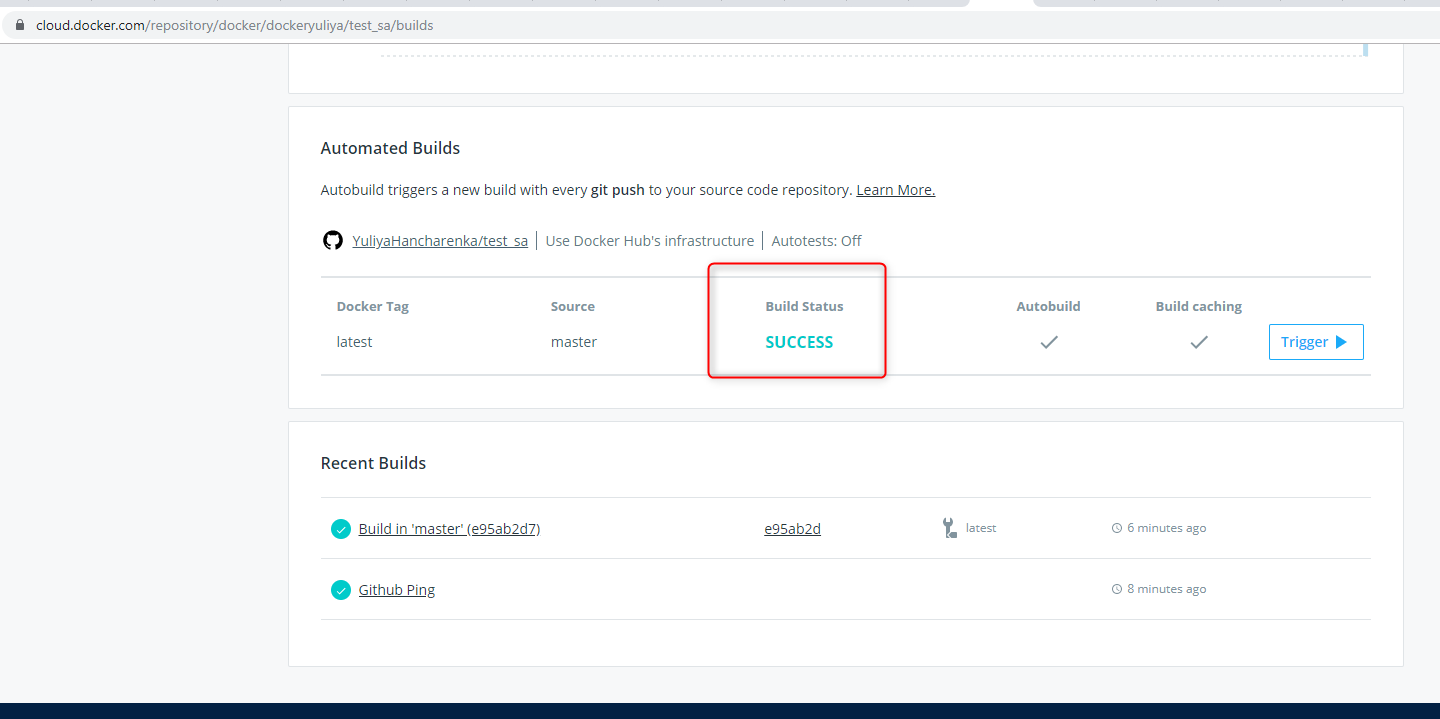 cloud.docker.com/repository/docker/dockeryuliya/test_sa/builds
Automated Builds
Autobuild triggers a new build with every git push to your source code repository. Learn More.
YuliyaHancharenka/test_sa Use Docker Hub's infrastructure Autotests: Off
Docker Tag Source Build Status Autobuild Build caching
latest master SUCCESS Trigger
Recent Builds
Build in 'master' (e95ab2d7) e95ab2d latest 6 minutes ago
Github Ping 8 minutes ago